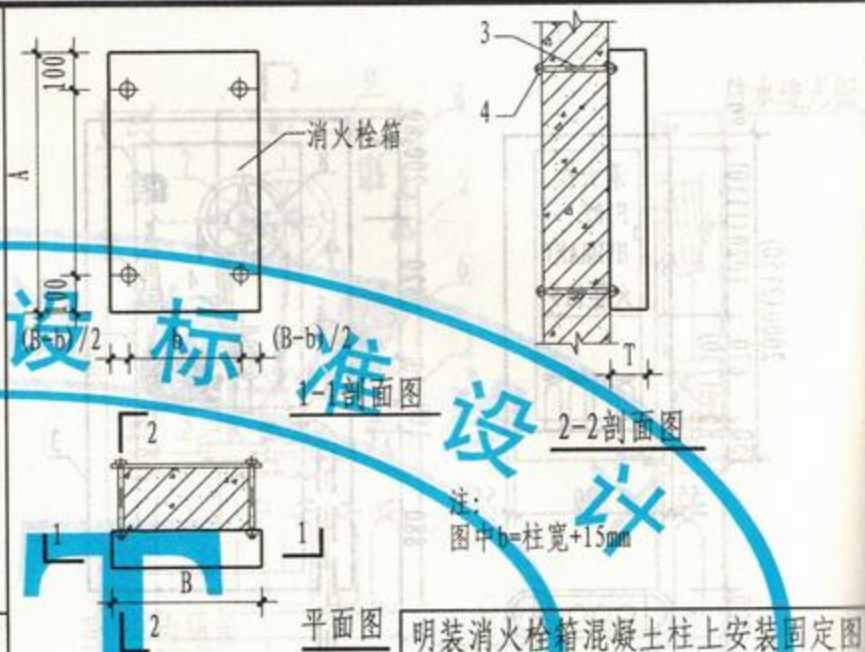 100
A
100
消火栓箱
(B-b)/2
b
(B-b)/2
1-1剖面图
3
4
T
2-2剖面图
2
1
1
B
2
平面图
注:
图中b=柱宽+15mm
设标准设计
T
明装消火栓箱混凝土柱上安装固定图